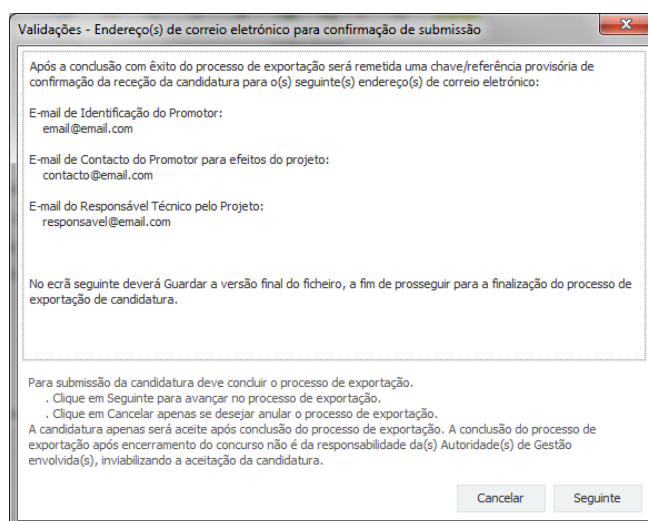 Validações - Endereço(s) de correio eletrónico para confirmação de submissão
Após a conclusão com êxito do processo de exportação será remetida uma chave/referência provisória de
confirmação da receção da candidatura para o(s) seguinte(s) endereço(s) de correio eletrónico:
E-mail de Identificação do Promotor:
email@email.com
E-mail de Contacto do Promotor para efeitos do projeto:
contacto@email.com
E-mail do Responsável Técnico pelo Projeto:
responsavel@email.com
No ecrã seguinte deverá Guardar a versão final do ficheiro, a fim de prosseguir para a finalização do processo de
exportação de candidatura.
Para submissão da candidatura deve concluir o processo de exportação.
. Clique em Seguinte para avançar no processo de exportação.
. Clique em Cancelar apenas se desejar anular o processo de exportação.
A candidatura apenas será aceite após conclusão do processo de exportação. A conclusão do processo de
exportação após encerramento do concurso não é da responsabilidade da(s) Autoridade(s) de Gestão
envolvida(s), inviabilizando a aceitação da candidatura.
Cancelar Seguinte